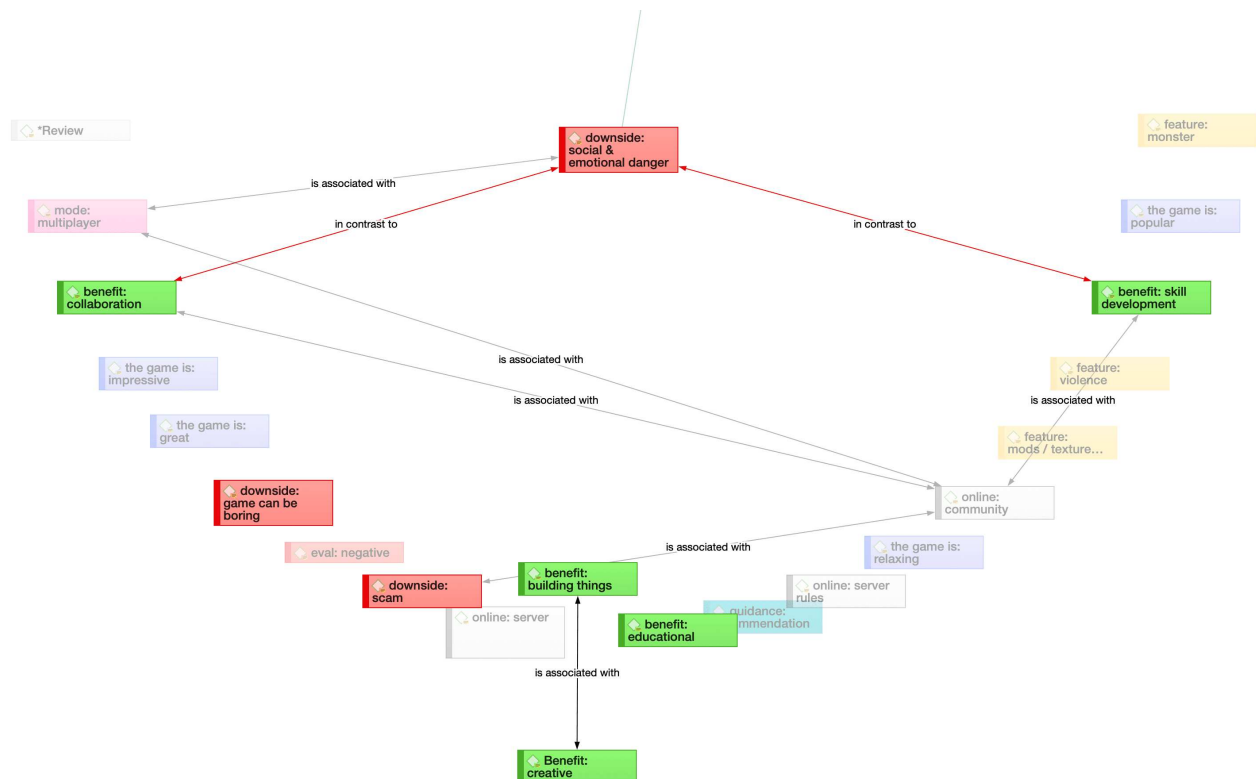 *Review
downside:
social &
emotional danger
feature:
monster
is associated with
mode:
multiplayer
the game is:
popular
in contrast to
in contrast to
benefit:
collaboration
benefit: skill
development
the game is:
impressive
is associated with
feature:
violence
is associated with
is associated with
the game is:
great
feature:
mods / texture…
downside:
game can be
boring
online:
community
eval: negative
is associated with
the game is:
relaxing
benefit:
building things
downside:
scam
online: server
rules
online: server
guidance:
mmendation
benefit:
educational
is associated with
Benefit:
creative